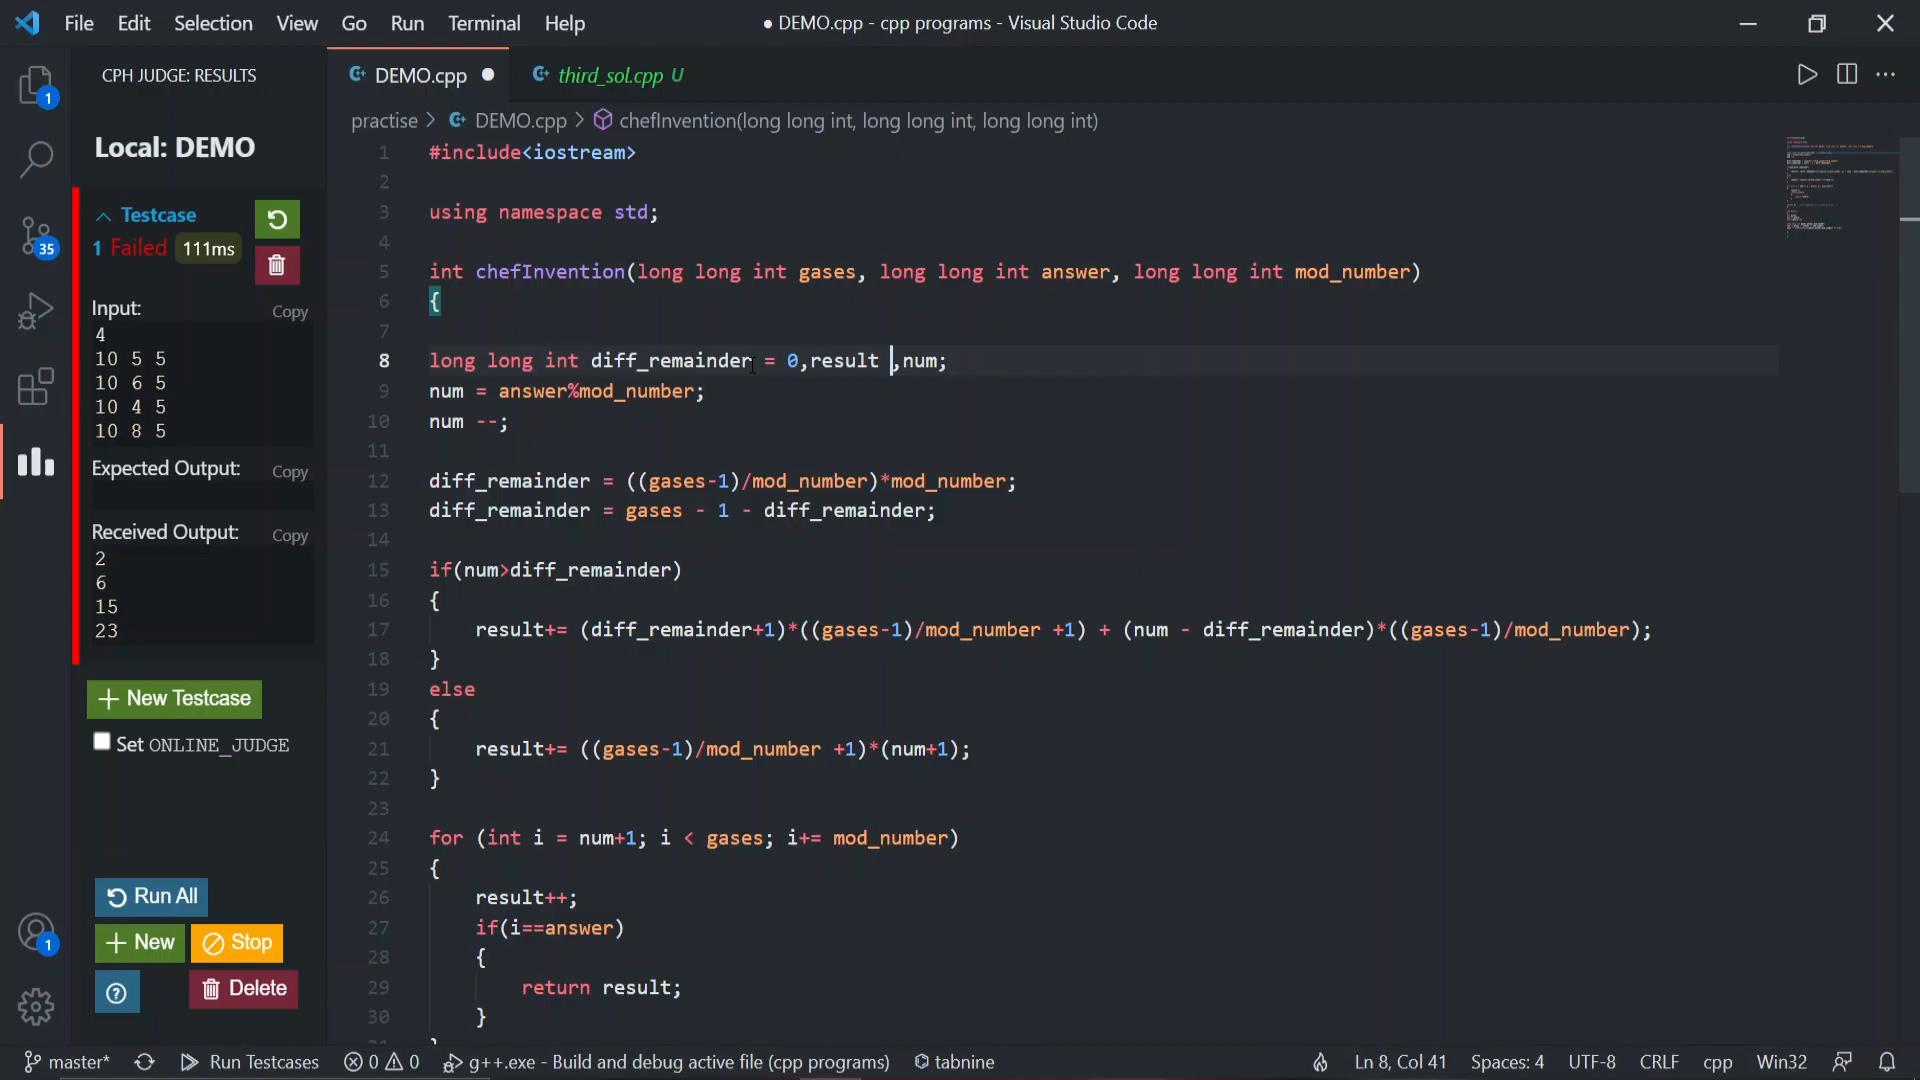 File Edit Selection View Go Run Terminal Help
● DEMO.cpp - cpp programs - Visual Studio Code
CPH JUDGE: RESULTS
DEMO.cpp
third_sol.cpp U
practise > DEMO.cpp > chefInvention(long long int, long long int, long long int)
1
35
1
Local: DEMO
Testcase
1 Failed 111ms
Input:
Copy
4
10 5 5
10 6 5
10 4 5
10 8 5
Expected Output:
Copy
Received Output:
Copy
2
6
15
23
+ New Testcase
Set ONLINE_JUDGE
Run All
+ New
Stop
Delete
1 #include<iostream>
2
3 using namespace std;
4
5 int chefInvention(long long int gases, long long int answer, long long int mod_number)
6 {
7
8 long long int diff_remainder = 0,result ,num;
9 num = answer%mod_number;
10 num --;
11
12 diff_remainder = ((gases-1)/mod_number)*mod_number;
13 diff_remainder = gases - 1 - diff_remainder;
14
15 if(num>diff_remainder)
16 {
17 result+= (diff_remainder+1)*((gases-1)/mod_number +1) + (num - diff_remainder)*((gases-1)/mod_number);
18 }
19 else
20 {
21 result+= ((gases-1)/mod_number +1)*(num+1);
22 }
23
24 for (int i = num+1; i < gases; i+= mod_number)
25 {
26 result++;
27 if(i==answer)
28 {
29 return result;
30 }
master*
Run Testcases
0 0
g++.exe - Build and debug active file (cpp programs)
tabnine
Ln 8, Col 41
Spaces: 4
UTF-8
CRLF
cpp
Win32